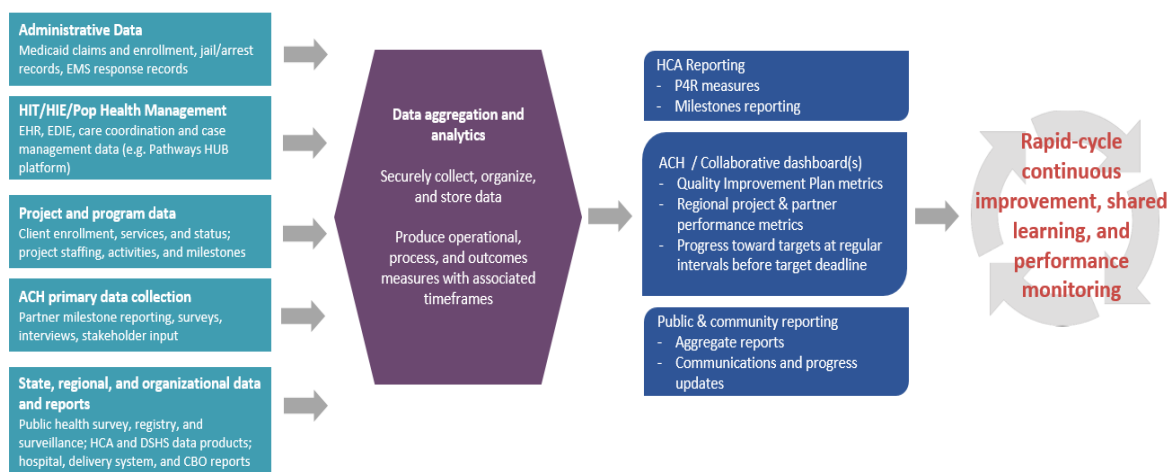 Administrative Data
Medicaid claims and enrollment, jail/arrest
records, EMS response records
HIT/HIE/Pop Health Management
EHR, EDIE, care coordination and case
management data (e.g. Pathways HUB
platform)
Project and program data
Client enrollment, services, and status;
project staffing, activities, and milestones
ACH primary data collection
Partner milestone reporting, surveys,
interviews, stakeholder input
State, regional, and organizational data
and reports
Public health survey, registry, and
surveillance; HCA and DSHS data products;
hospital, delivery system, and CBO reports
Data aggregation and
analytics
Securely collect, organize,
and store data
Produce operational,
process, and outcomes
measures with associated
timeframes
HCA Reporting
- P4R measures
- Milestones reporting
ACH / Collaborative dashboard(s)
- Quality Improvement Plan metrics
- Regional project & partner
performance metrics
- Progress toward targets at regular
intervals before target deadline
Public & community reporting
- Aggregate reports
- Communications and progress
updates
Rapid-cycle
continuous
improvement, shared
learning, and
performance
monitoring